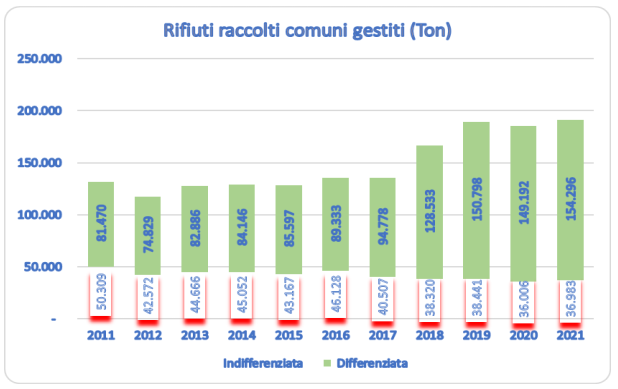 Rifiuti raccolti comuni gestiti (Ton)
250.000
200.000
150.000
100.000
50.000
-
81.470 74.829 82.886 84.146 85.597 89.333 94.778 128.533 150.798 149.192 154.296
50.309 42.572 44.666 45.052 43.167 46.128 40.507 38.320 38.441 36.006 36.983
2011 2012 2013 2014 2015 2016 2017 2018 2019 2020 2021
Indifferenziata Differenziata